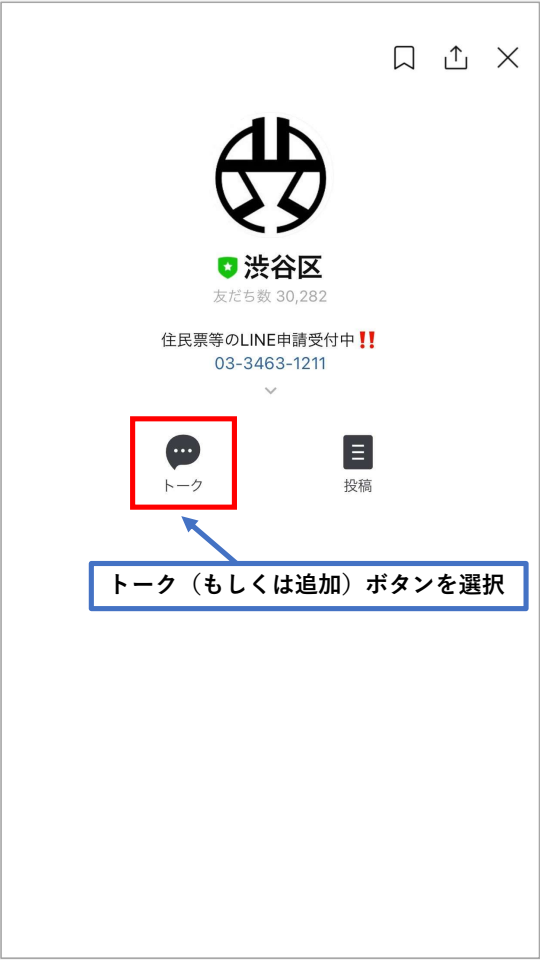 渋谷区
友だち数 30,282
住民票等のLINE申請受付中‼
03-3463-1211
トーク
投稿
トーク（もしくは追加）ボタンを選択